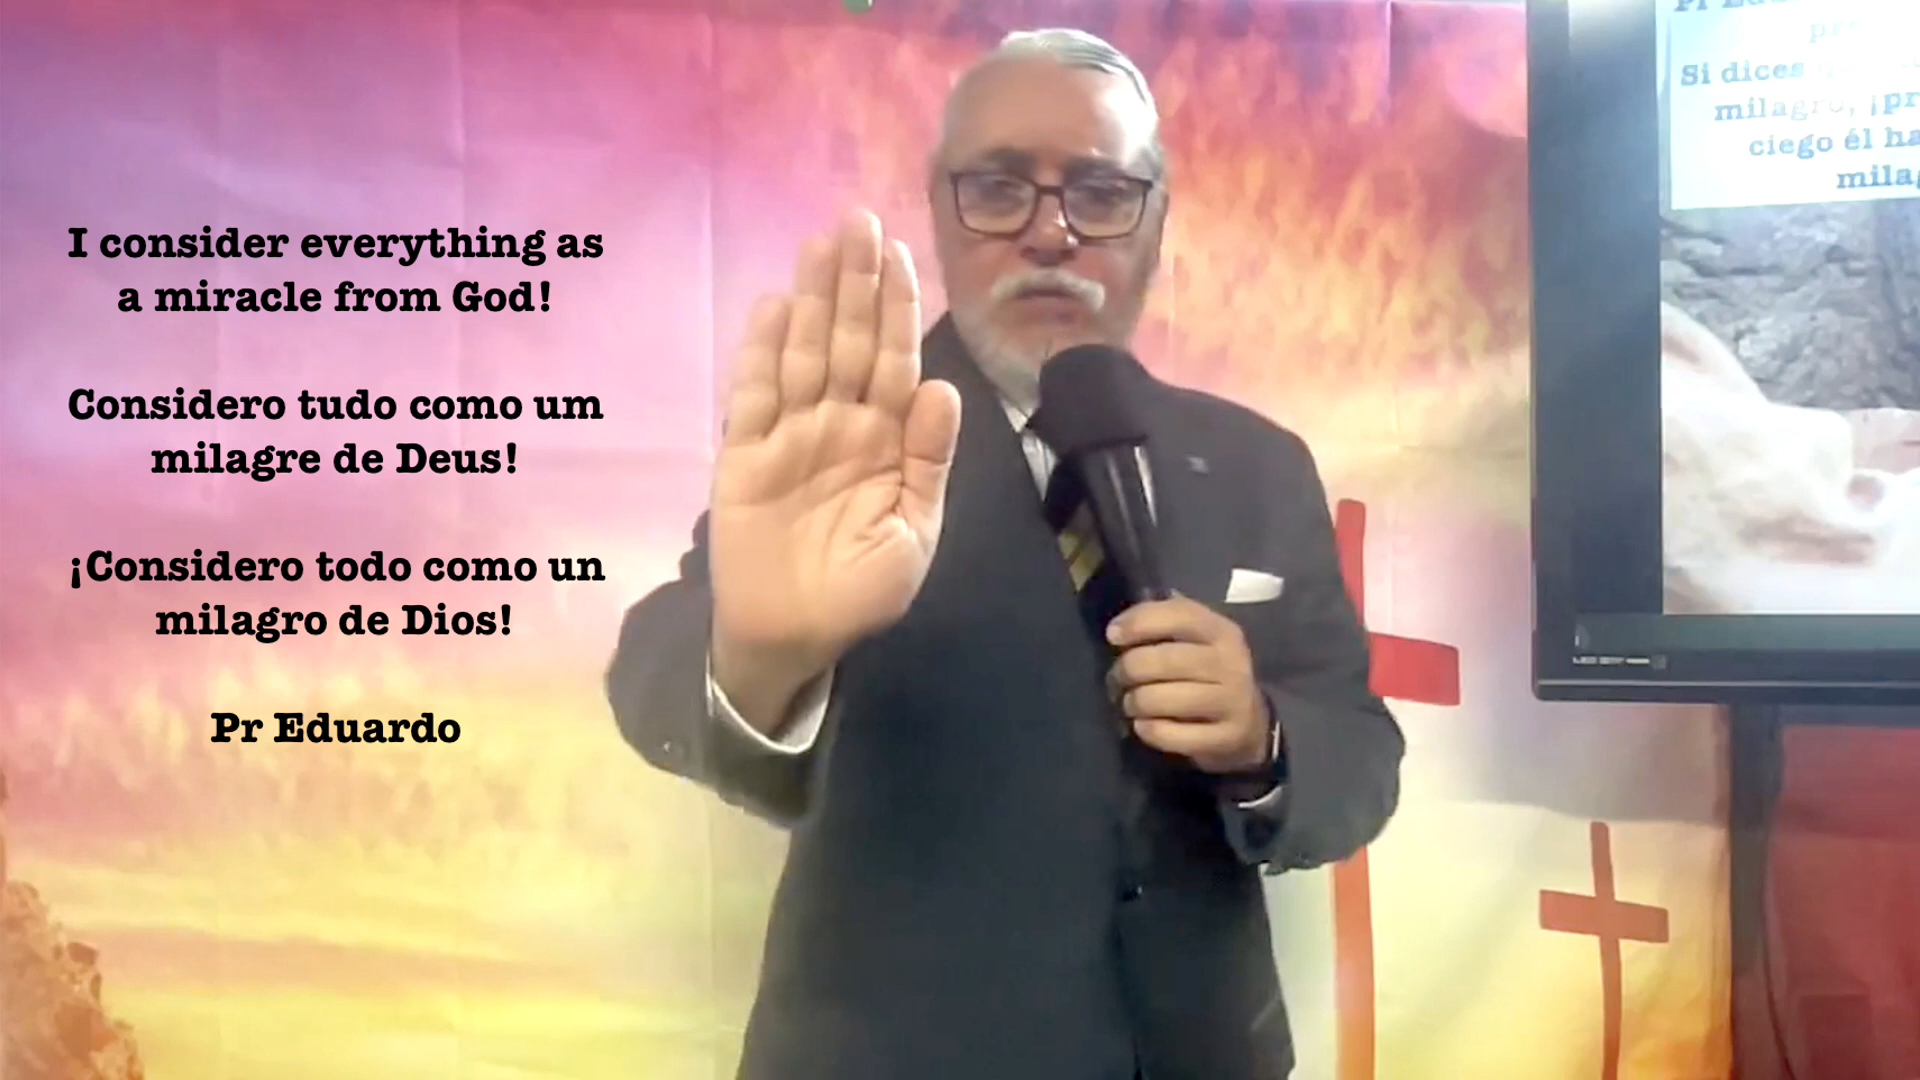 I consider everything as
a miracle from God!
Considero tudo como um
milagre de Deus!
¡Considero todo como un
milagro de Dios!
Pr Eduardo
Si dices
milagro,
ciego él